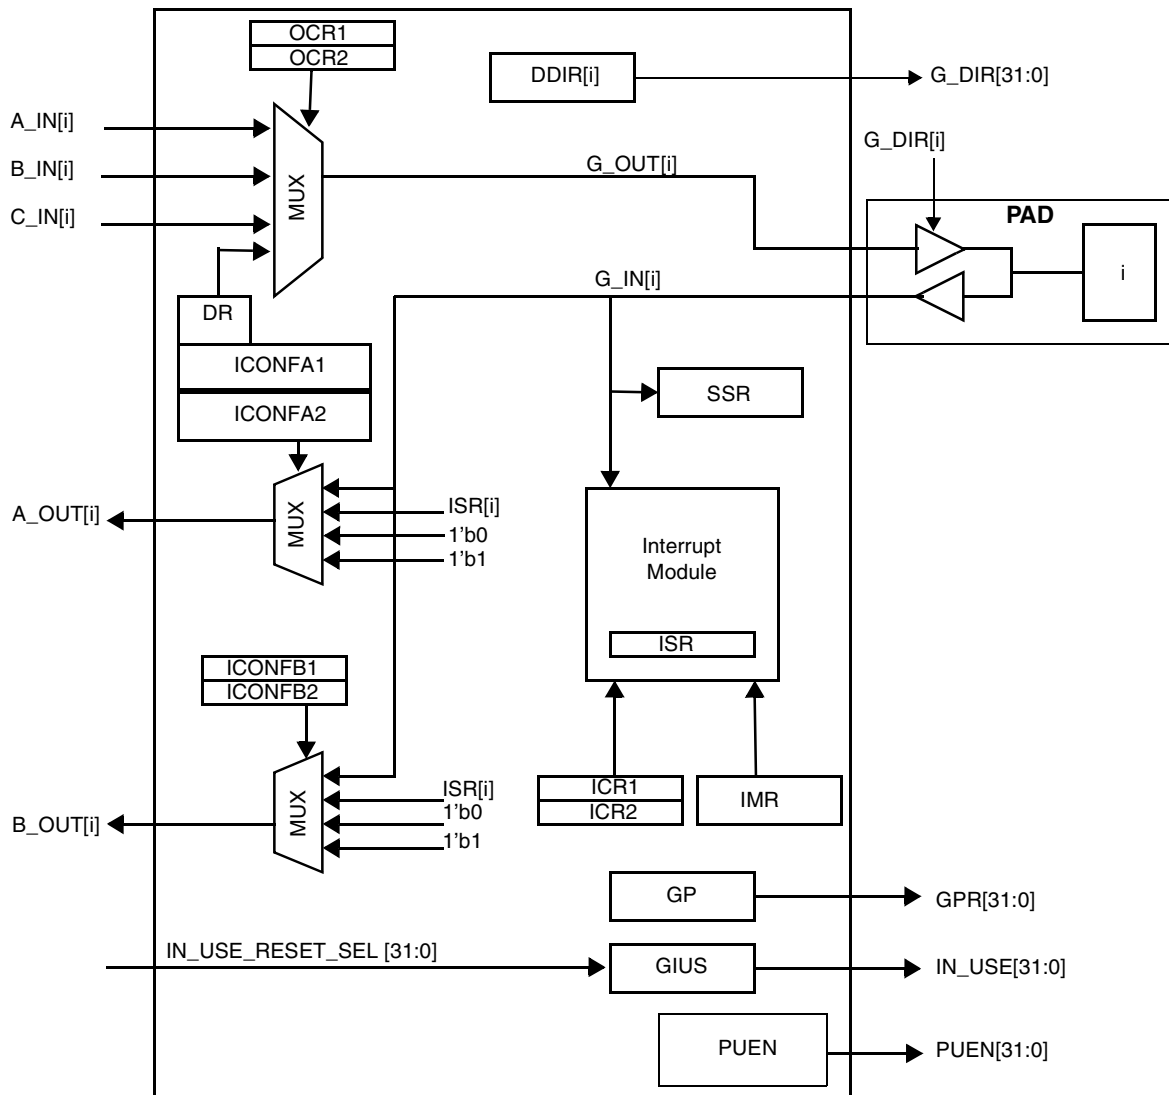 OCR1
OCR2
DDIR[i]
G_DIR[31:0]
A_IN[i]
B_IN[i]
C_IN[i]
MUX
G_OUT[i]
G_DIR[i]
PAD
i
G_IN[i]
DR
ICONFA1
ICONFA2
SSR
MUX
A_OUT[i]
ISR[i]
1'b0
1'b1
Interrupt
Module
ISR
ICONFB1
ICONFB2
MUX
B_OUT[i]
ISR[i]
1'b0
1'b1
ICR1
ICR2
IMR
GP
GPR[31:0]
IN_USE_RESET_SEL [31:0]
GIUS
IN_USE[31:0]
PUEN
PUEN[31:0]